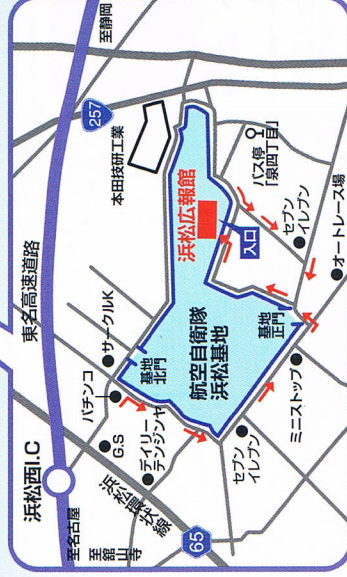 至静岡
257
本田技研工業
東名高速道路
浜松西I.C
至名古屋
至舘山寺
浜松環状線
65
サークルK
パチンコ
G.S
デイリー
テンジンヤ
基地
北門
航空自衛隊
浜松基地
浜松広報館
入口
基地
正門
バス停
「泉四丁目」
セブン
イレブン
オートレース場
ミニストップ
セブン
イレブン